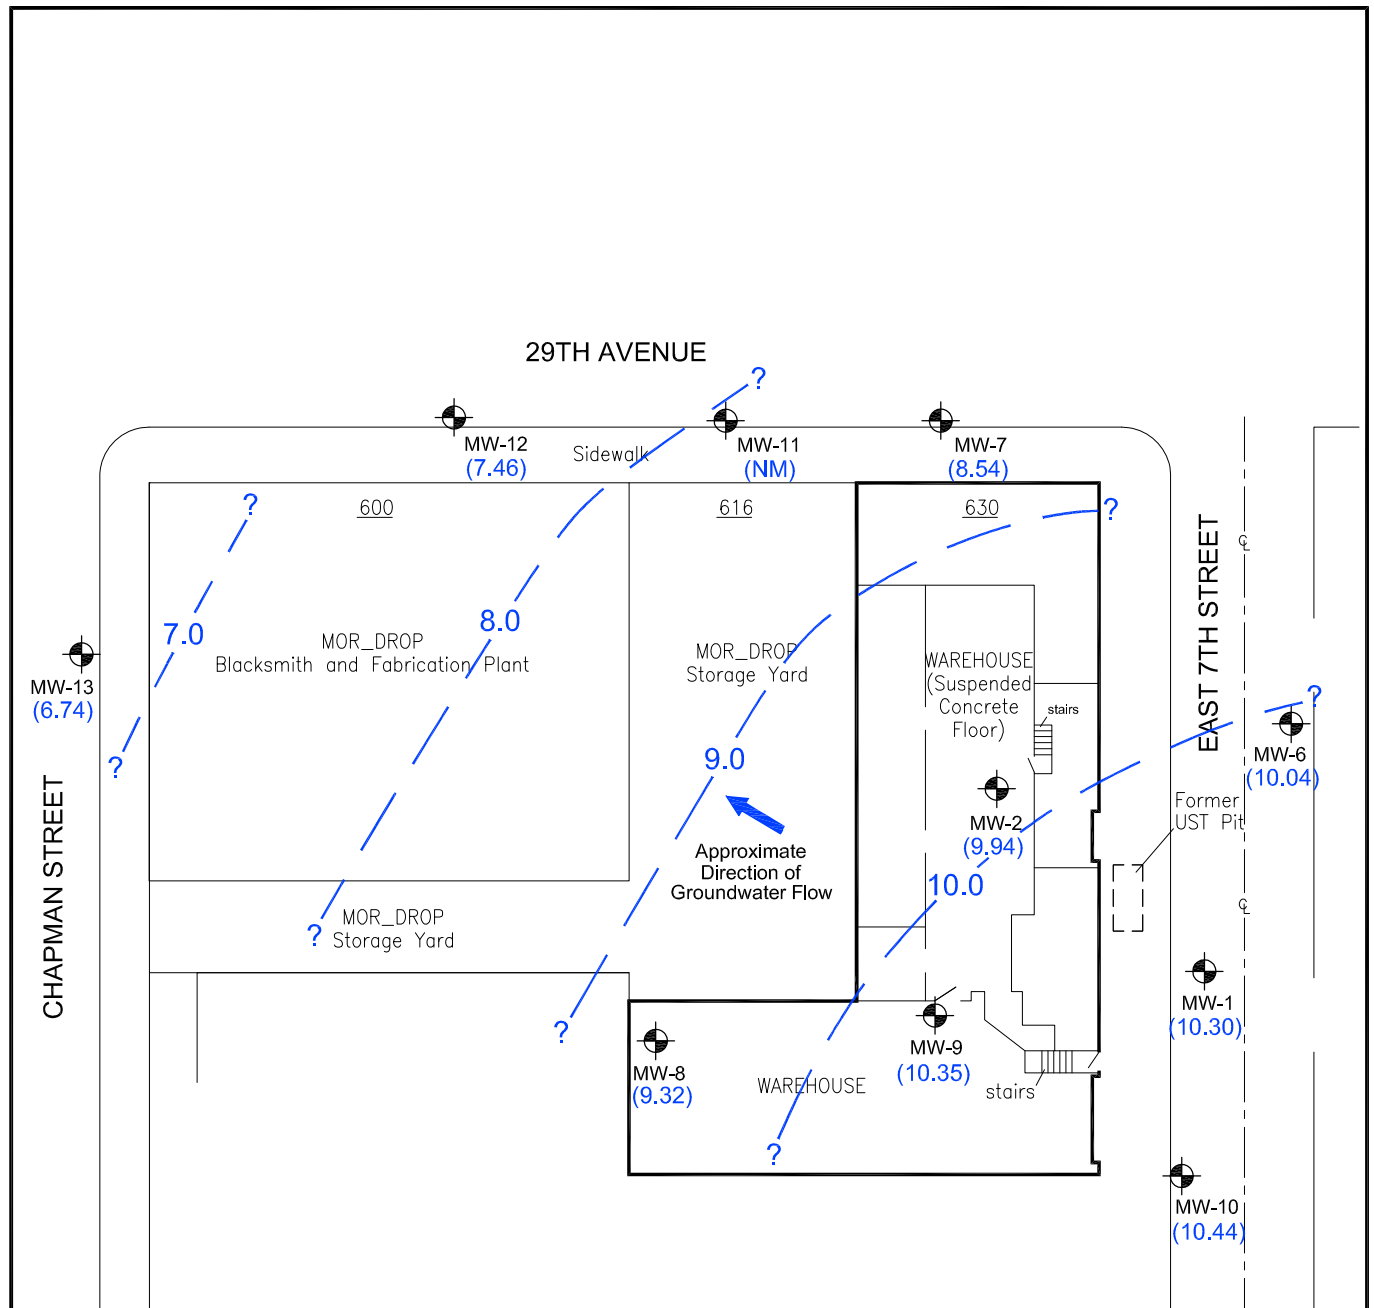 29TH AVENUE
?
MW-12
(7.46)
Sidewalk
MW-11
(NM)
MW-7
(8.54)
?
600
616
630
?
EAST 7TH STREET
℄
7.0
8.0
MOR_DROP
Blacksmith and Fabrication Plant
MOR_DROP
Storage Yard
WAREHOUSE
(Suspended
Concrete
Floor)
stairs
MW-13
(6.74)
?
?
MW-6
(10.04)
9.0
Former
UST Pit
MW-2
(9.94)
10.0
Approximate
Direction of
Groundwater Flow
CHAPMAN STREET
MOR_DROP
Storage Yard
?
℄
?
MW-1
(10.30)
MW-8
(9.32)
MW-9
(10.35)
WAREHOUSE
stairs
?
MW-10
(10.44)